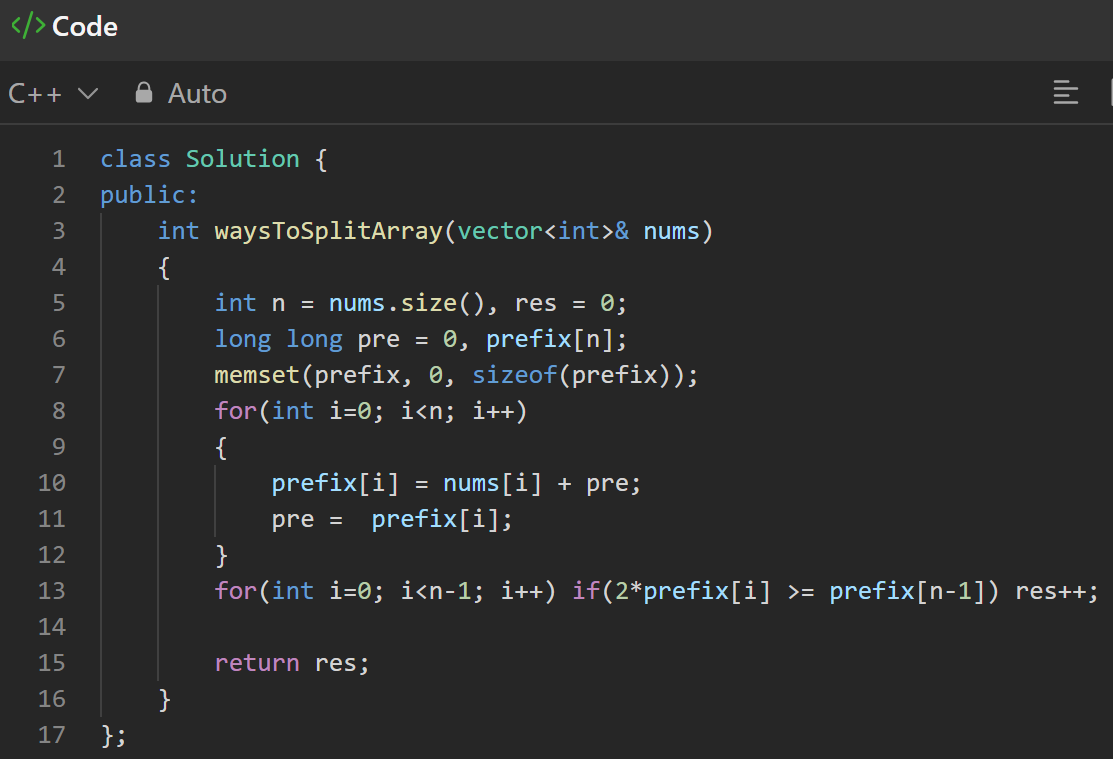 </> Code
C++ Auto
1 class Solution {
2 public:
3     int waysToSplitArray(vector<int>& nums)
4     {
5         int n = nums.size(), res = 0;
6         long long pre = 0, prefix[n];
7         memset(prefix, 0, sizeof(prefix));
8         for(int i=0; i<n; i++)
9         {
10             prefix[i] = nums[i] + pre;
11             pre =  prefix[i];
12         }
13         for(int i=0; i<n-1; i++) if(2*prefix[i] >= prefix[n-1]) res++;
14
15         return res;
16     }
17 };